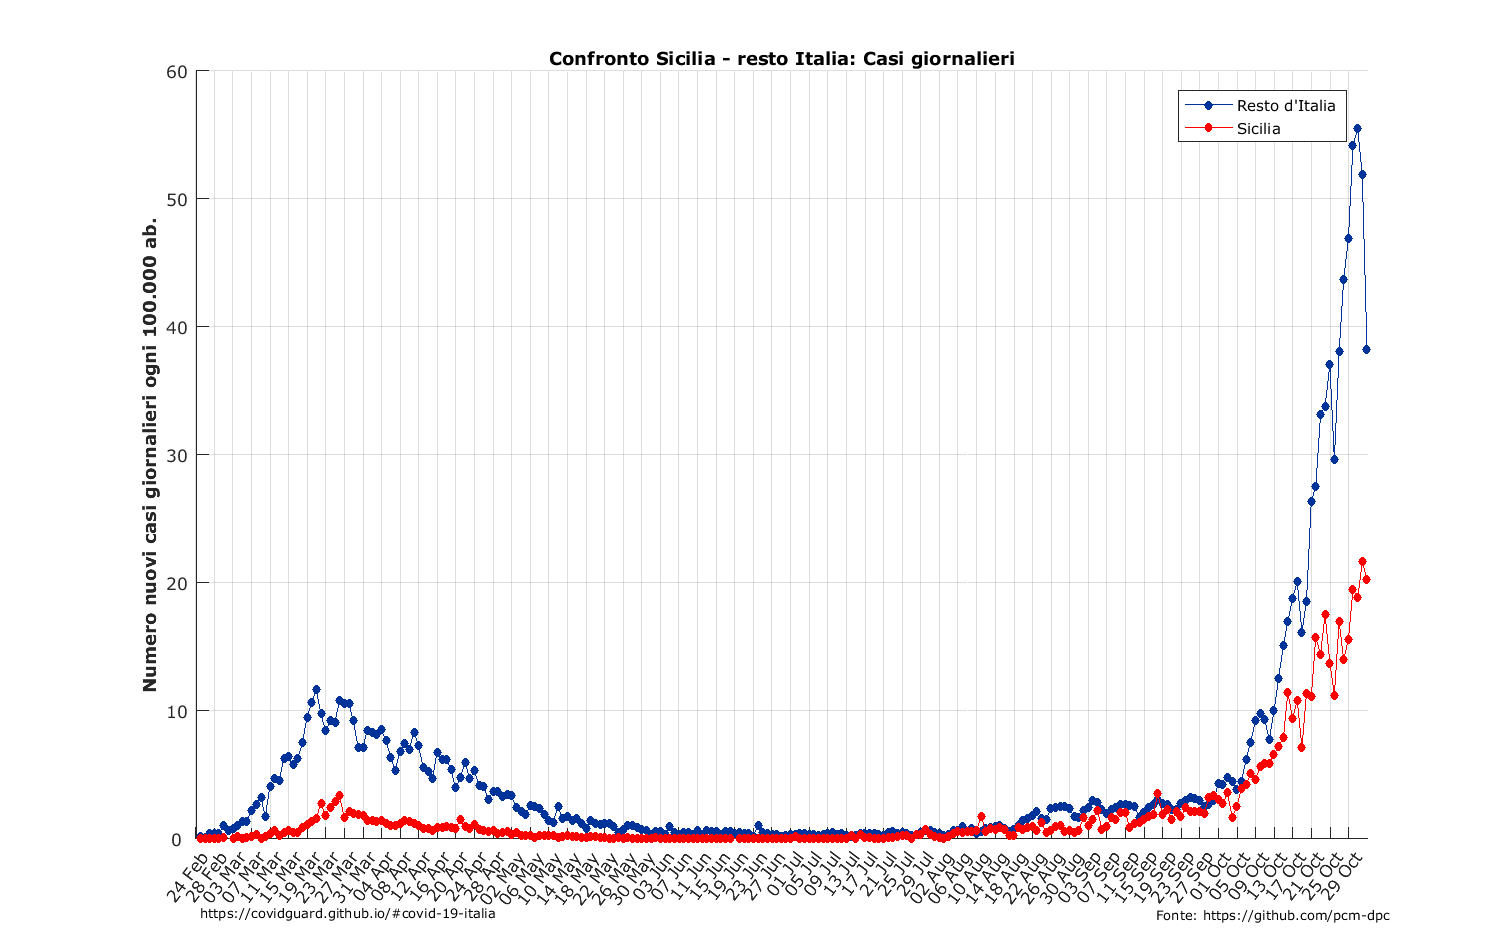 Confronto Sicilia - resto Italia: Casi giornalieri
Resto d'Italia
Sicilia
Numero nuovi casi giornalieri ogni 100.000 ab.
60
50
40
30
20
10
0
24 Feb
28 Feb
03 Mar
07 Mar
11 Mar
15 Mar
19 Mar
23 Mar
27 Mar
31 Mar
04 Apr
08 Apr
12 Apr
16 Apr
20 Apr
24 Apr
28 Apr
02 May
06 May
10 May
14 May
18 May
22 May
26 May
30 May
03 Jun
07 Jun
11 Jun
15 Jun
19 Jun
23 Jun
27 Jun
01 Jul
05 Jul
09 Jul
13 Jul
17 Jul
21 Jul
25 Jul
29 Jul
02 Aug
06 Aug
10 Aug
14 Aug
18 Aug
22 Aug
26 Aug
30 Aug
03 Sep
07 Sep
11 Sep
15 Sep
19 Sep
23 Sep
27 Sep
01 Oct
05 Oct
09 Oct
13 Oct
17 Oct
21 Oct
25 Oct
29 Oct
https://covidguard.github.io/#covid-19-italia
Fonte: https://github.com/pcm-dpc